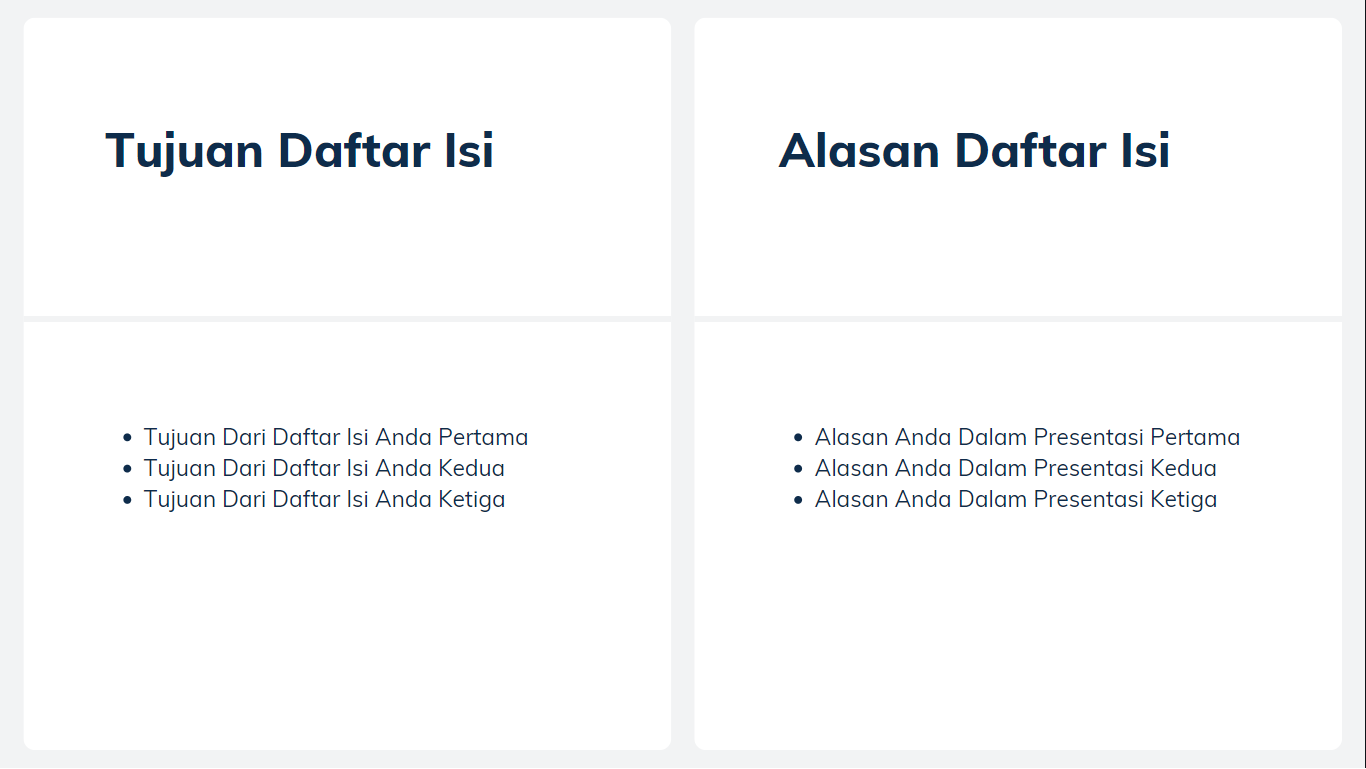 Tujuan Daftar Isi
• Tujuan Dari Daftar Isi Anda Pertama
• Tujuan Dari Daftar Isi Anda Kedua
• Tujuan Dari Daftar Isi Anda Ketiga
Alasan Daftar Isi
• Alasan Anda Dalam Presentasi Pertama
• Alasan Anda Dalam Presentasi Kedua
• Alasan Anda Dalam Presentasi Ketiga